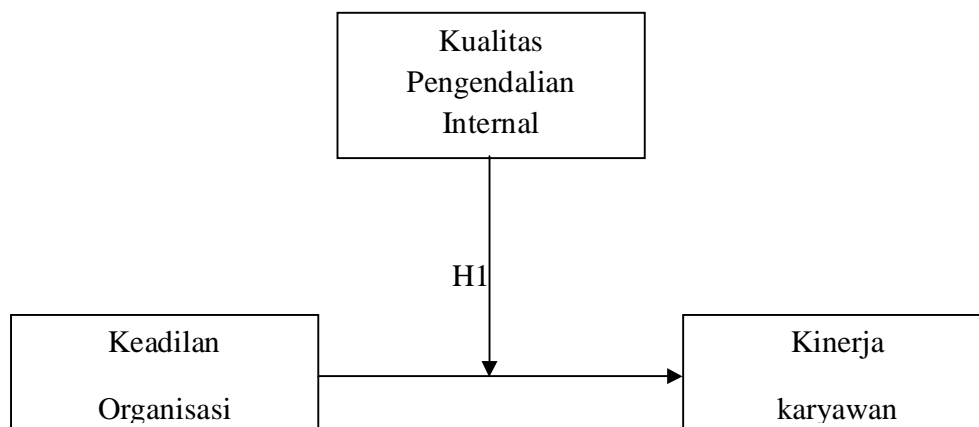 Kualitas
Pengendalian
Internal
H1
Keadilan
Organisasi
Kinerja
karyawan